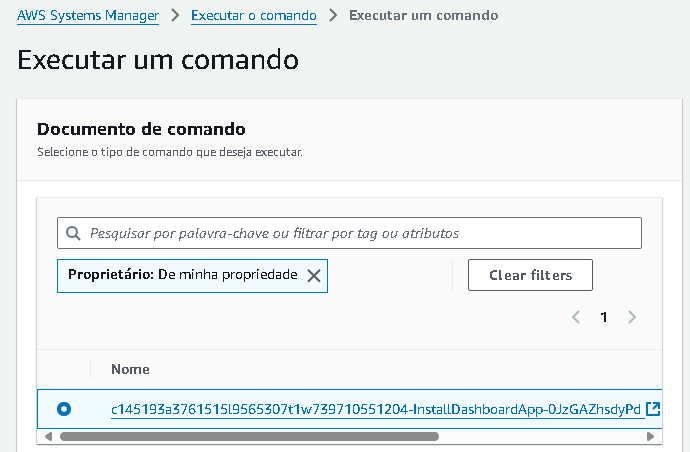 AWS Systems Manager > Executar o comando > Executar um comando
Executar um comando
Documento de comando
Selecione o tipo de comando que deseja executar.
Pesquisar por palavra-chave ou filtrar por tag ou atributos
Proprietário: De minha propriedade
Clear filters
1
Nome
c145193a3761515l9565307t1w739710551204-InstallDashboardApp-0JzGAZhsdyPd